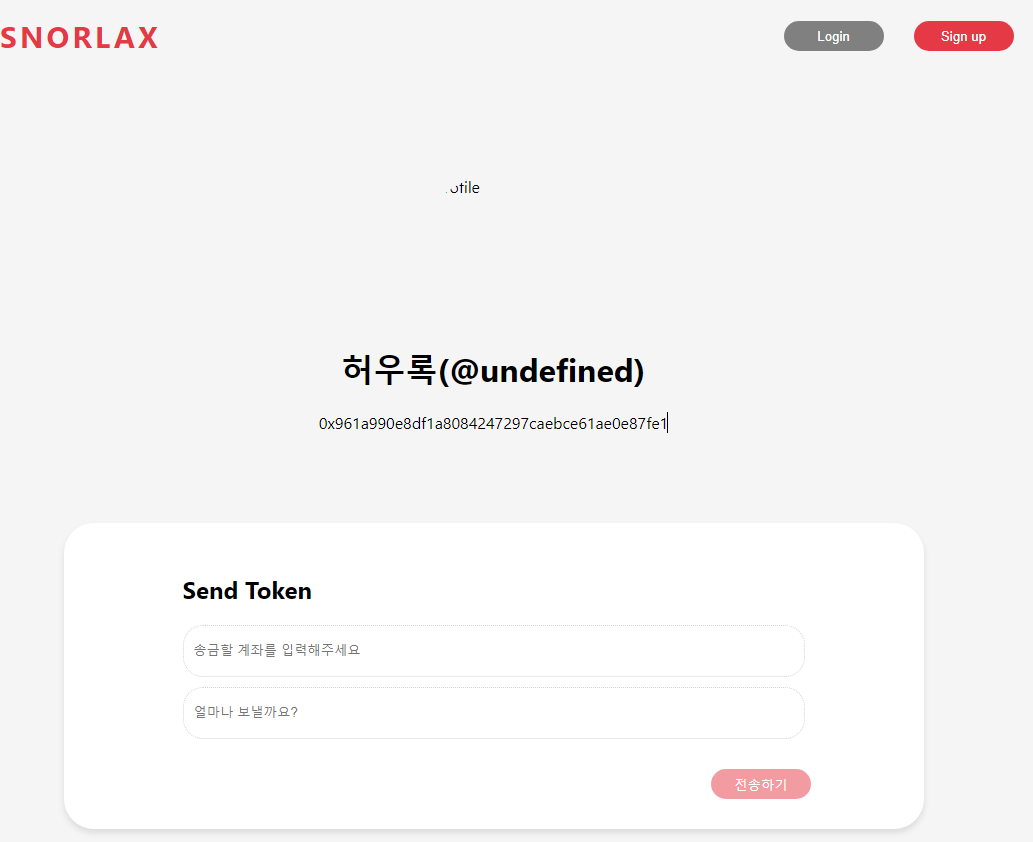 SNORLAX
Login
Sign up
ofile
허우록(@undefined)
0x961a990e8df1a8084247297caebce61ae0e87fe1
Send Token
송금할 계좌를 입력해주세요
얼마나 보낼까요?
전송하기